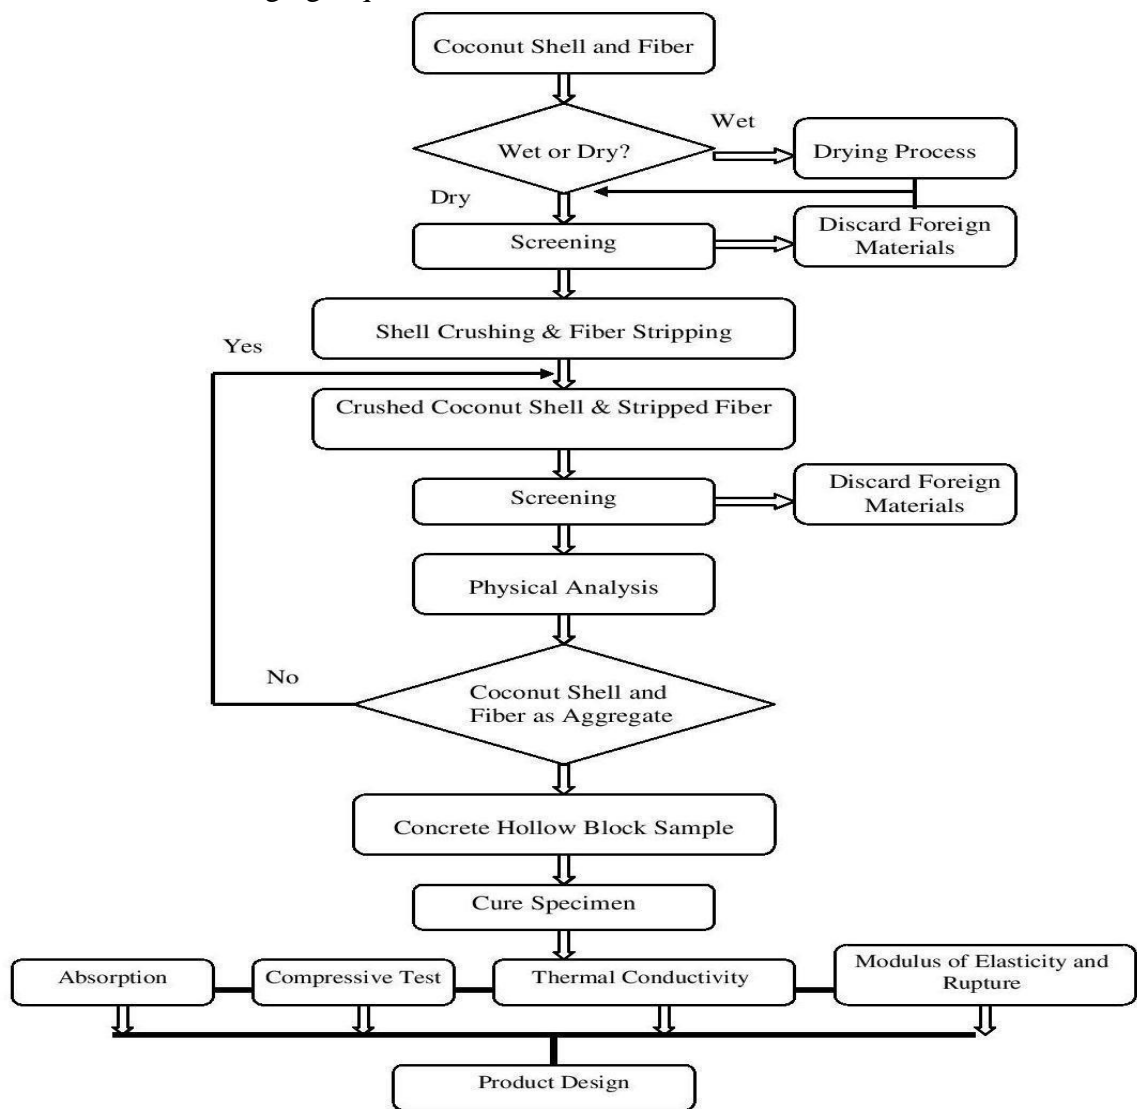 Coconut Shell and Fiber
Wet
Wet or Dry?
Drying Process
Dry
Screening
Discard Foreign
Materials
Shell Crushing & Fiber Stripping
Yes
Crushed Coconut Shell & Stripped Fiber
Screening
Discard Foreign
Materials
Physical Analysis
No
Coconut Shell and
Fiber as Aggregate
Concrete Hollow Block Sample
Cure Specimen
Absorption
Compressive Test
Thermal Conductivity
Modulus of Elasticity and
Rupture
Product Design